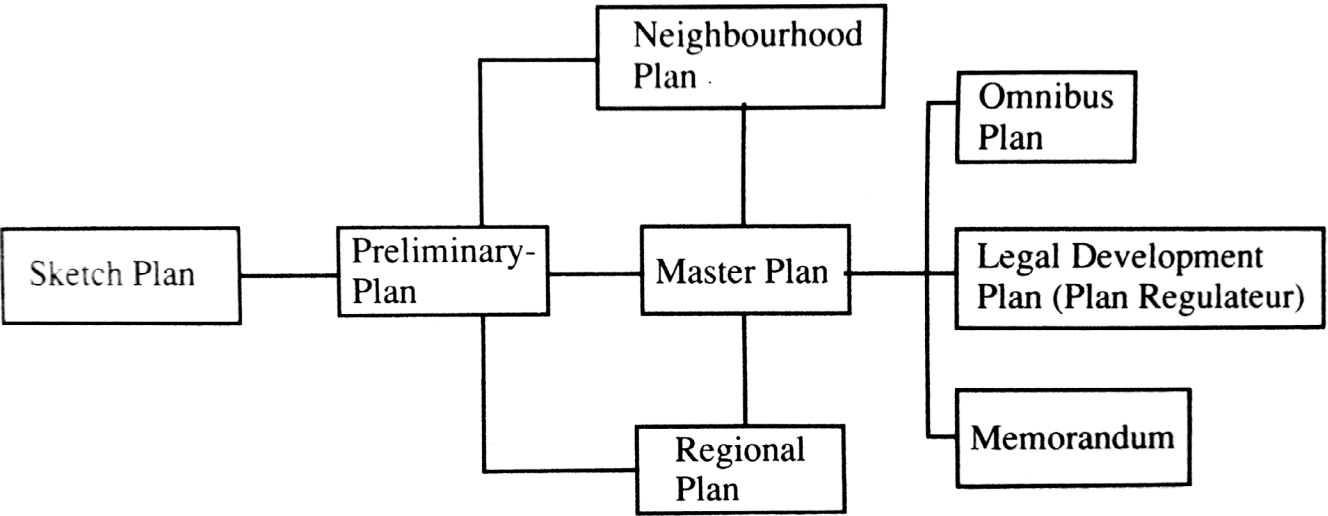 Neighbourhood
Plan
Omnibus
Plan
Sketch Plan
Preliminary-
Plan
Master Plan
Legal Development
Plan (Plan Regulateur)
Memorandum
Regional
Plan